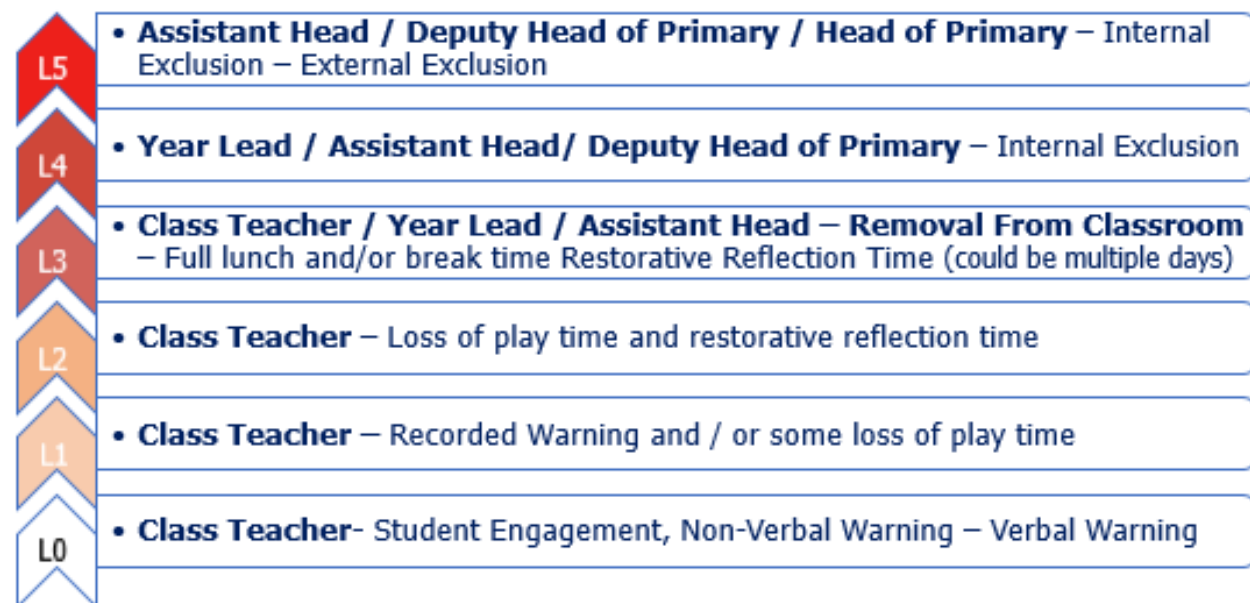 L5
• Assistant Head / Deputy Head of Primary / Head of Primary – Internal
Exclusion – External Exclusion
L4
• Year Lead / Assistant Head/ Deputy Head of Primary – Internal Exclusion
L3
• Class Teacher / Year Lead / Assistant Head – Removal From Classroom
– Full lunch and/or break time Restorative Reflection Time (could be multiple days)
L2
• Class Teacher – Loss of play time and restorative reflection time
L1
• Class Teacher – Recorded Warning and / or some loss of play time
L0
• Class Teacher- Student Engagement, Non-Verbal Warning – Verbal Warning